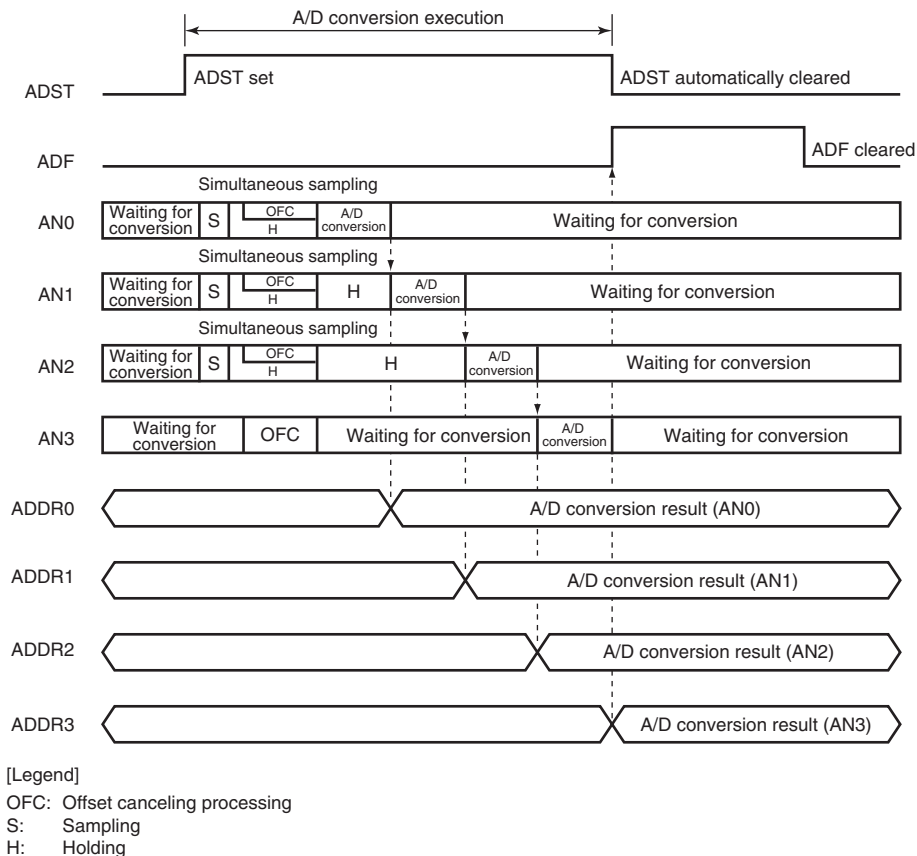 A/D conversion execution
ADST
ADST set
ADST automatically cleared
ADF
ADF cleared
Simultaneous sampling
AN0
Waiting for
conversion
S
OFC
H
A/D
conversion
Waiting for conversion
Simultaneous sampling
AN1
Waiting for
conversion
S
OFC
H
H
A/D
conversion
Waiting for conversion
Simultaneous sampling
AN2
Waiting for
conversion
S
OFC
H
H
A/D
conversion
Waiting for conversion
AN3
Waiting for
conversion
OFC
Waiting for conversion
A/D
conversion
Waiting for conversion
ADDR0
A/D conversion result (AN0)
ADDR1
A/D conversion result (AN1)
ADDR2
A/D conversion result (AN2)
ADDR3
A/D conversion result (AN3)
[Legend]
OFC: Offset canceling processing
S: Sampling
H: Holding